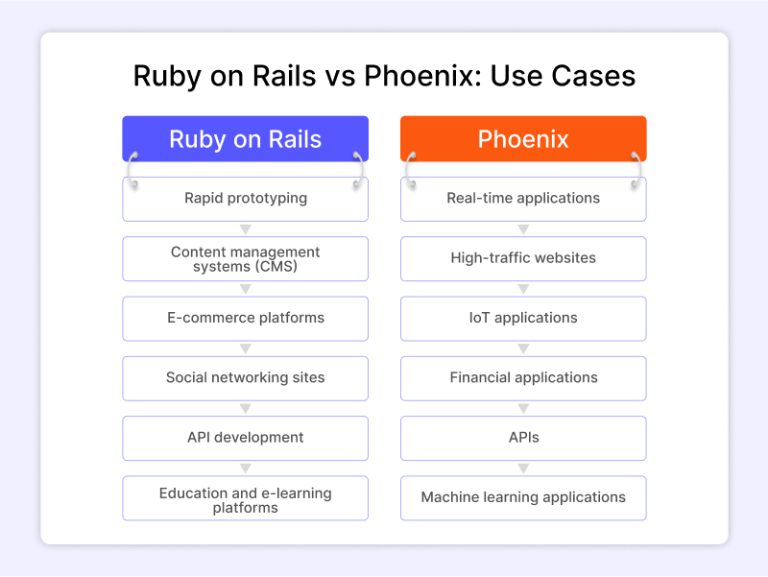 Ruby on Rails vs Phoenix: Use Cases
Ruby on Rails
Rapid prototyping
Content management
systems (CMS)
E-commerce platforms
Social networking sites
API development
Education and e-learning
platforms
Phoenix
Real-time applications
High-traffic websites
IoT applications
Financial applications
APIs
Machine learning applications